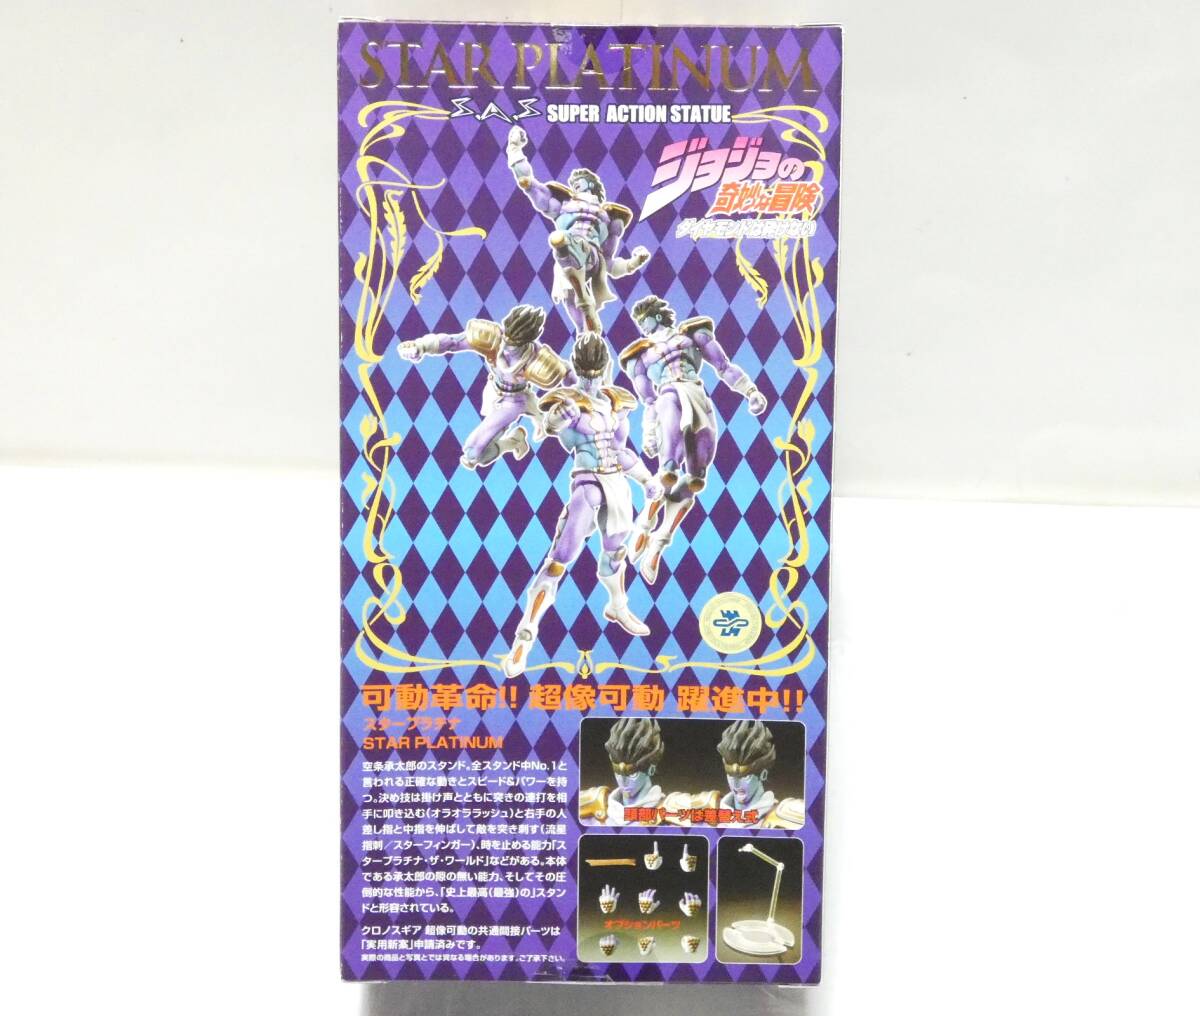 STAR PLATINUM
S.A.S SUPER ACTION STATUE
ジョジョの
奇妙な冒険
ダイヤモンドは砕けない
可動革命!! 超像可動 躍進中!!
スタープラチナ
STAR PLATINUM
空条承太郎のスタンド。全スタンド中No.1と
言われる正確な動きとスピード&パワーを持
つ。決め技は掛け声とともに突きの連打を相
手に叩き込む(オラオララッシュ)と右手の人
差し指と中指を伸ばして敵を突き刺す(流星
指刺/スターフィンガー)、時を止める能力「ス
タープラチナ・ザ・ワールド」などがある。本体
である承太郎の隙の無い能力、そしてその圧
倒的な性能から、「史上最高(最強)の」スタン
ドと形容されている。
クロノスギア 超像可動の共通間接パーツは
「実用新案」申請済みです。
実際の商品と写真とでは異なる場合があります。ご了承下さい。
頭部パーツは差替え式
オプションパーツ